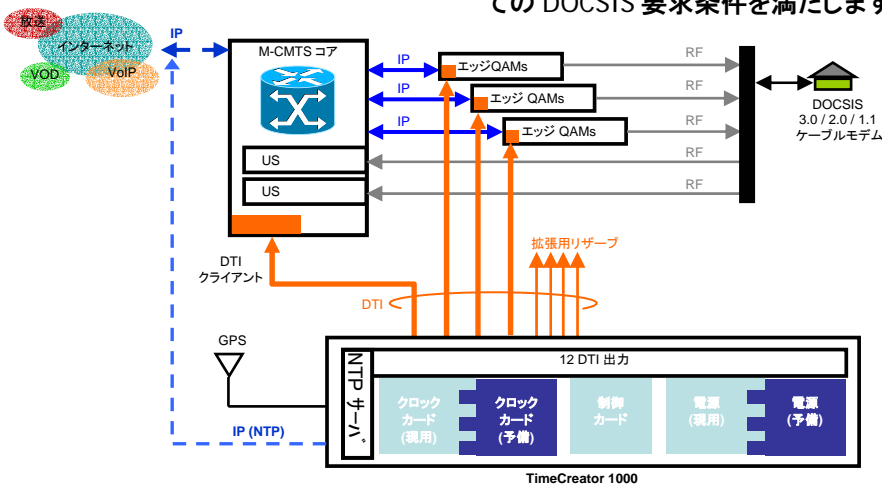 ての DOCSIS 要求条件を満たします
放送
インターネット
VOD
VoIP
IP
M-CMTS コア
IP
エッジQAMs
RF
IP
エッジ QAMs
RF
IP
エッジ QAMs
RF
US
RF
US
RF
DOCSIS
3.0 / 2.0 / 1.1
ケーブルモデム
DTI
クライアント
拡張用リザーブ
DTI
GPS
NTP サーバ
12 DTI 出力
クロック
カード
(現用)
クロック
カード
(予備)
制御
カード
電源
(現用)
電源
(予備)
IP (NTP)
TimeCreator 1000